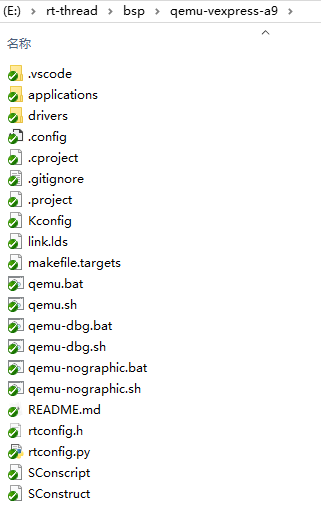 (E:) > rt-thread > bsp > qemu-vexpress-a9 >
名称
.vscode
applications
drivers
.config
.cproject
.gitignore
.project
Kconfig
link.lds
makefile.targets
qemu.bat
qemu.sh
qemu-dbg.bat
qemu-dbg.sh
qemu-nographic.bat
qemu-nographic.sh
README.md
rtconfig.h
rtconfig.py
SConscript
SConstruct